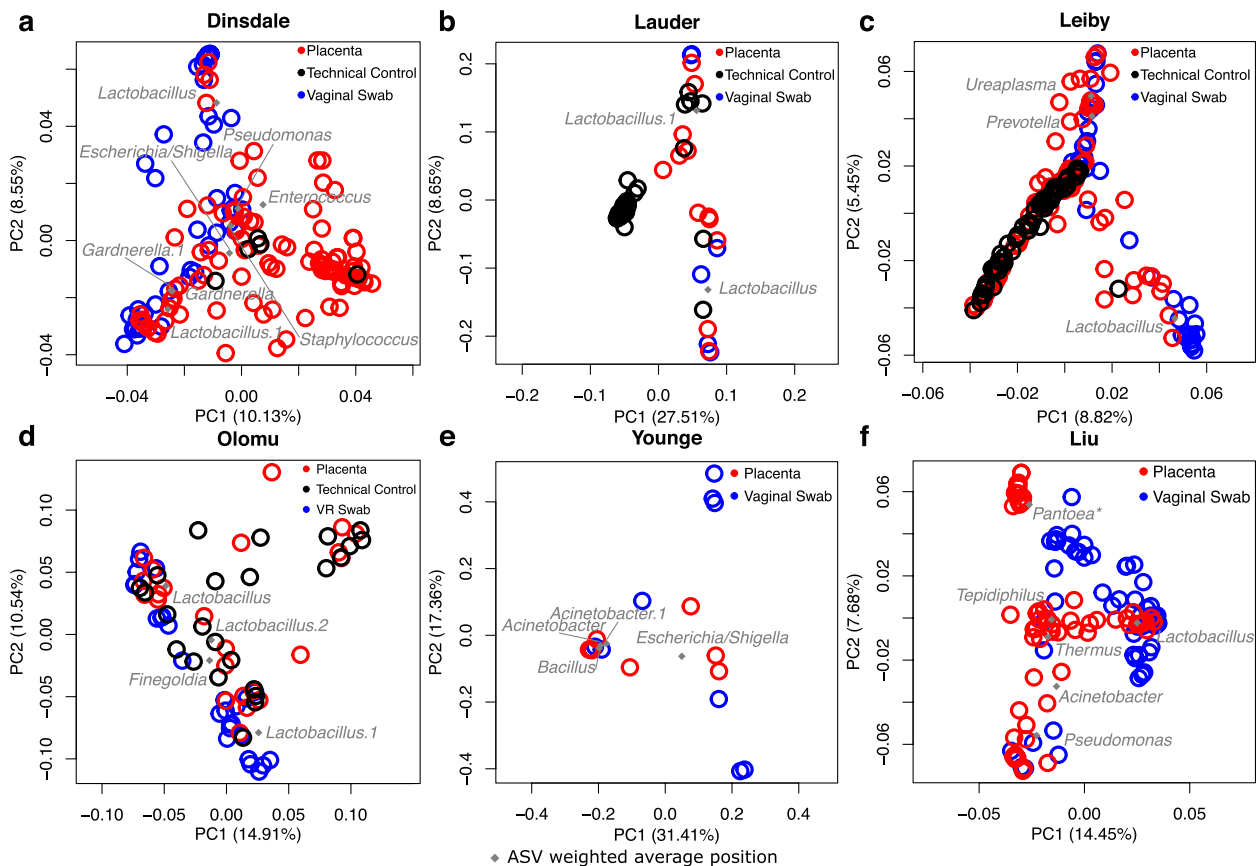 a
Dinsdale
Placenta
Technical Control
Vaginal Swab
Lactobacillus
Pseudomonas
Escherichia/Shigella
Enterococcus
Gardnerella.1
Gardnerella
Lactobacillus.1
Staphylococcus
PC2 (8.55%)
0.04
0.00
−0.04
−0.04
0.00
0.04
PC1 (10.13%)
b
Lauder
Placenta
Technical Control
Vaginal Swab
Lactobacillus.1
Lactobacillus
PC2 (8.65%)
0.2
0.1
0.0
−0.1
−0.2
−0.2
−0.1
0.0
0.1
0.2
PC1 (27.51%)
c
Leiby
Placenta
Technical Control
Vaginal Swab
Ureaplasma
Prevotella
Lactobacillus
PC2 (5.45%)
0.06
0.02
−0.02
−0.06
−0.06
−0.02
0.02
0.06
PC1 (8.82%)
d
Olomu
Placenta
Technical Control
VR Swab
Lactobacillus
Lactobacillus.2
Finegoldia
Lactobacillus.1
PC2 (10.54%)
0.10
0.05
0.00
−0.05
−0.10
−0.10
−0.05
0.00
0.05
0.10
PC1 (14.91%)
e
Younge
Placenta
Vaginal Swab
Acinetobacter.1
Acinetobacter
Escherichia/Shigella
Bacillus
PC2 (17.36%)
0.4
0.2
0.0
−0.2
−0.4
−0.4
−0.2
0.0
0.2
0.4
PC1 (31.41%)
f
Liu
Placenta
Vaginal Swab
Pantoea*
Tepidiphilus
Lactobacillus
Thermus
Acinetobacter
Pseudomonas
PC2 (7.68%)
0.06
0.02
−0.02
−0.06
−0.05
0.00
0.05
PC1 (14.45%)
ASV weighted average position